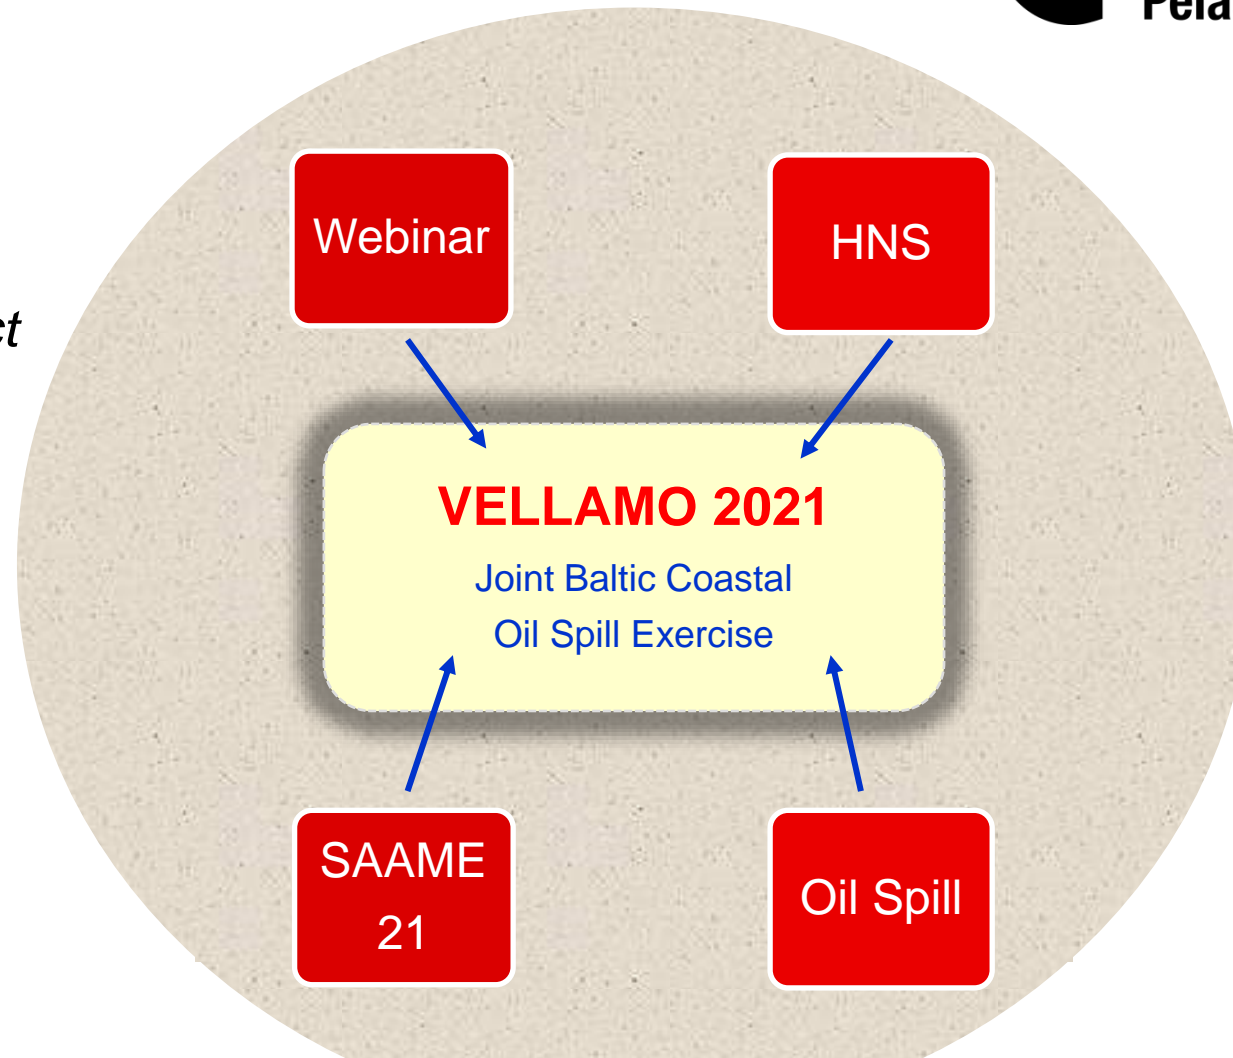 Webinar
HNS
VELLAMO 2021
Joint Baltic Coastal
Oil Spill Exercise
SAAME
21
Oil Spill